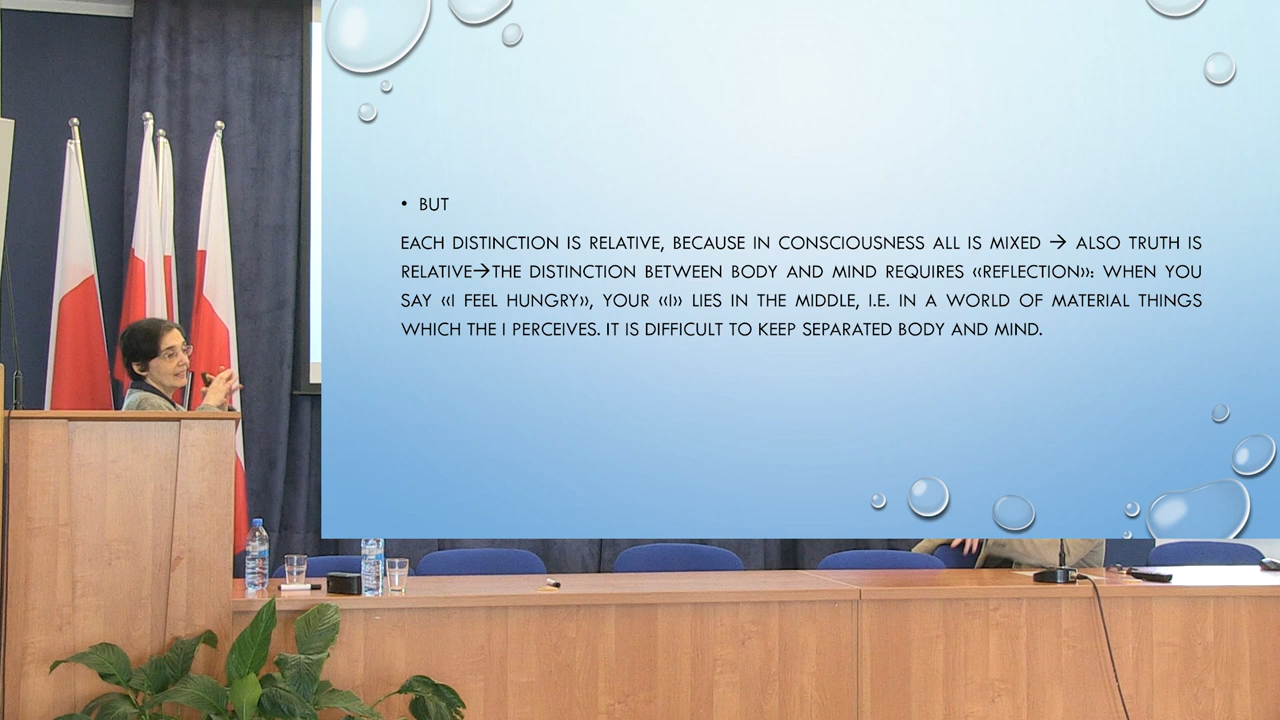 • BUT
EACH DISTINCTION IS RELATIVE, BECAUSE IN CONSCIOUSNESS ALL IS MIXED → ALSO TRUTH IS
RELATIVE→THE DISTINCTION BETWEEN BODY AND MIND REQUIRES «REFLECTION»: WHEN YOU
SAY «I FEEL HUNGRY», YOUR «I» LIES IN THE MIDDLE, I.E. IN A WORLD OF MATERIAL THINGS
WHICH THE I PERCEIVES. IT IS DIFFICULT TO KEEP SEPARATED BODY AND MIND.